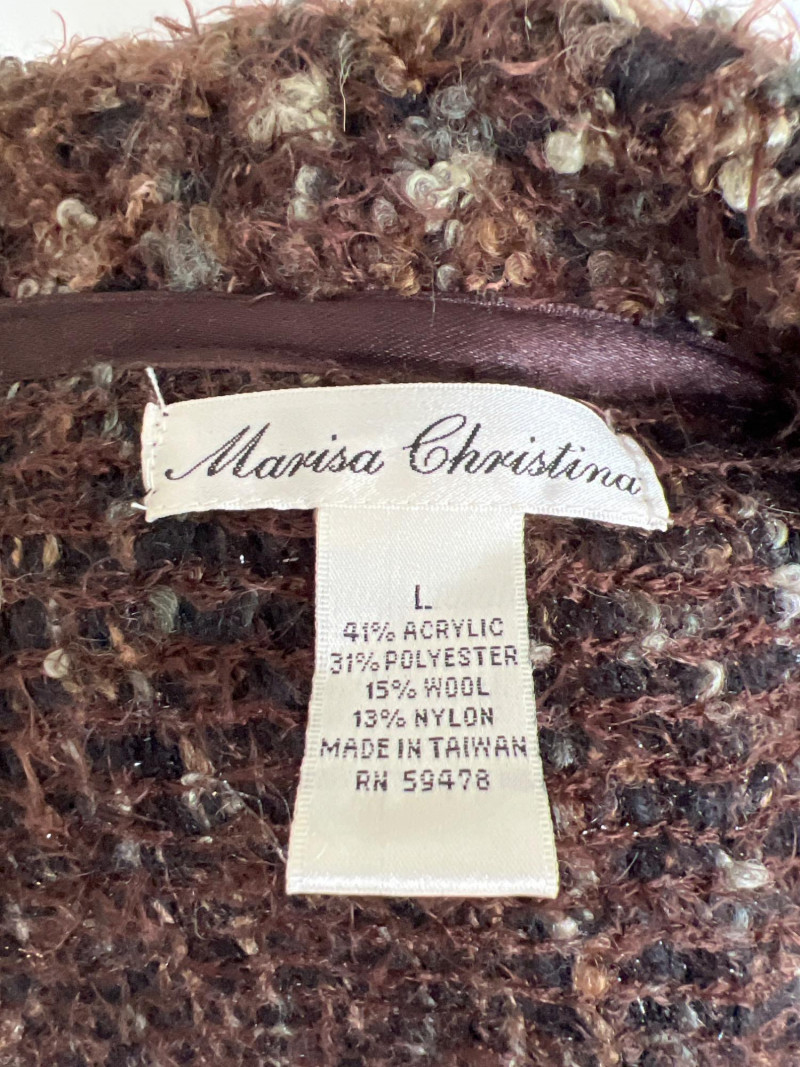 Marisa Christina
L
41% ACRYLIC
31% POLYESTER
15% WOOL
13% NYLON
MADE IN TAIWAN
RN 59478